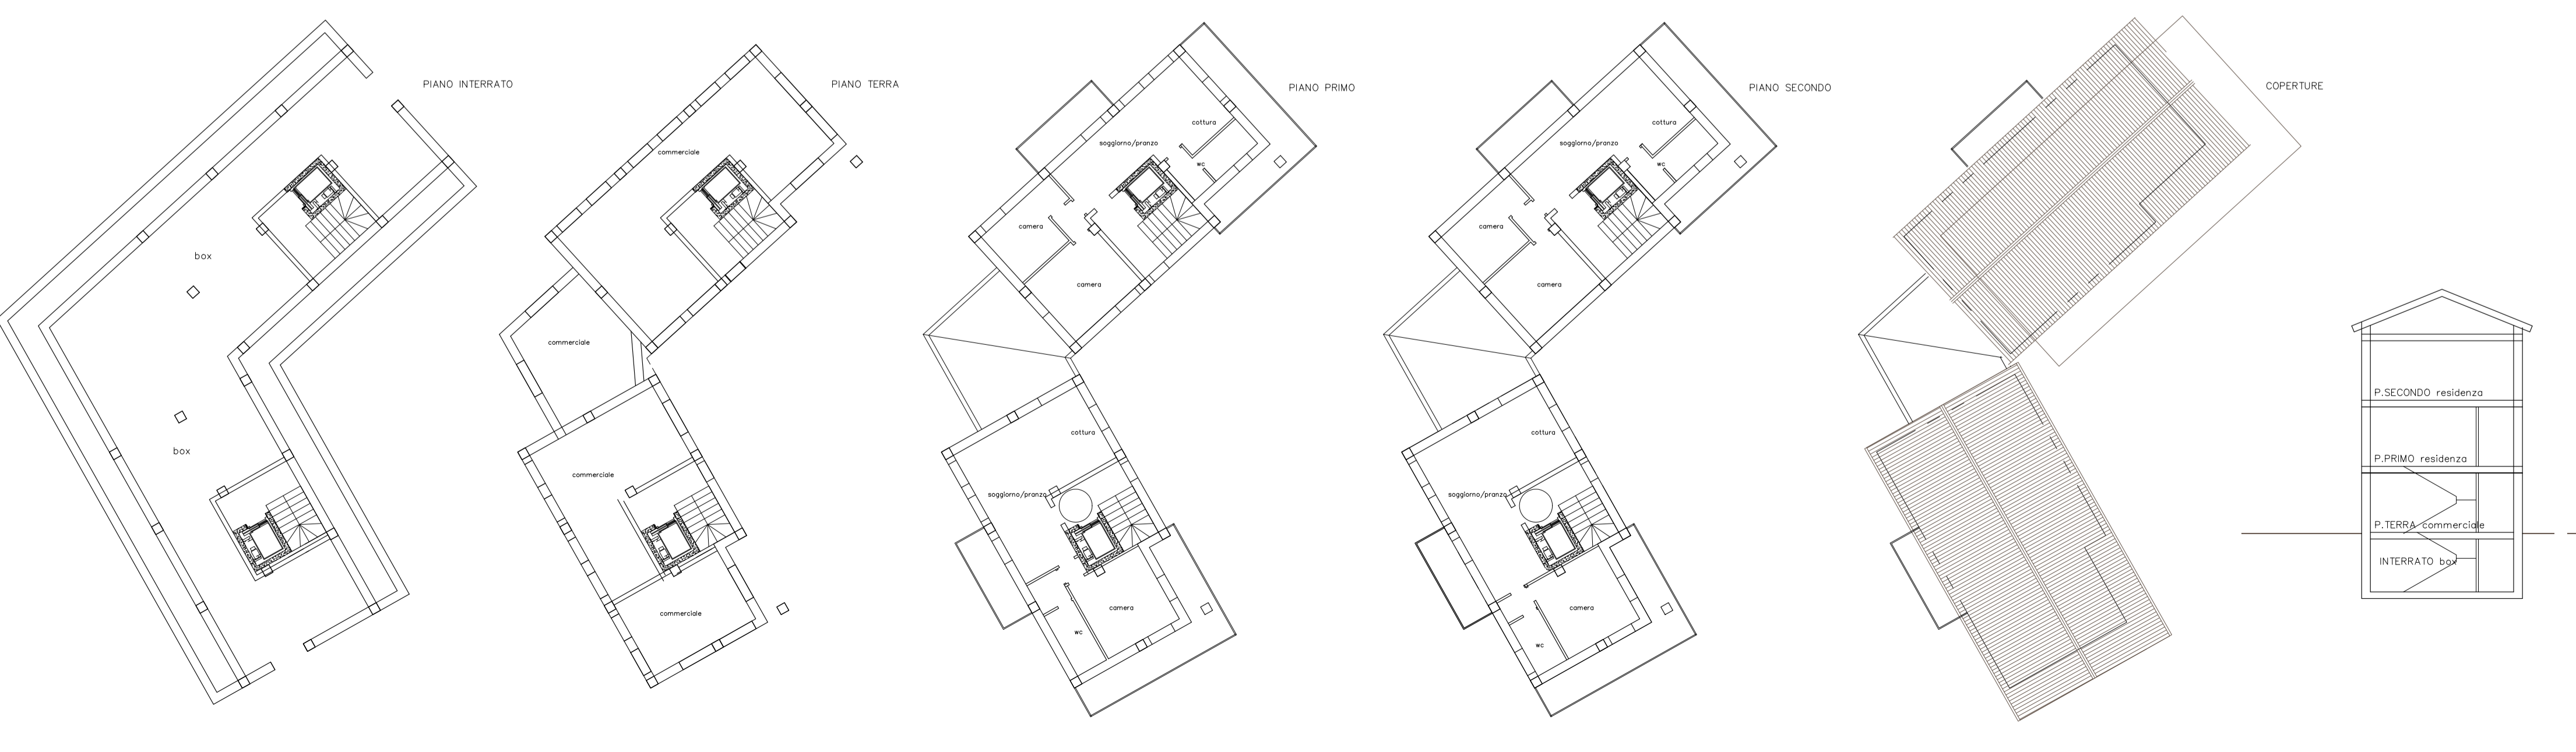 PIANO INTERRATO
box
box
PIANO TERRA
commerciale
commerciale
commerciale
commerciale
PIANO PRIMO
cottura
soggiorno/pranzo
wc
camera
camera
cottura
soggiorno/pranzo
camera
wc
PIANO SECONDO
cottura
soggiorno/pranzo
wc
camera
camera
cottura
soggiorno/pranzo
camera
wc
COPERTURE
P.SECONDO residenza
P.PRIMO residenza
P.TERRA commerciale
INTERRATO box